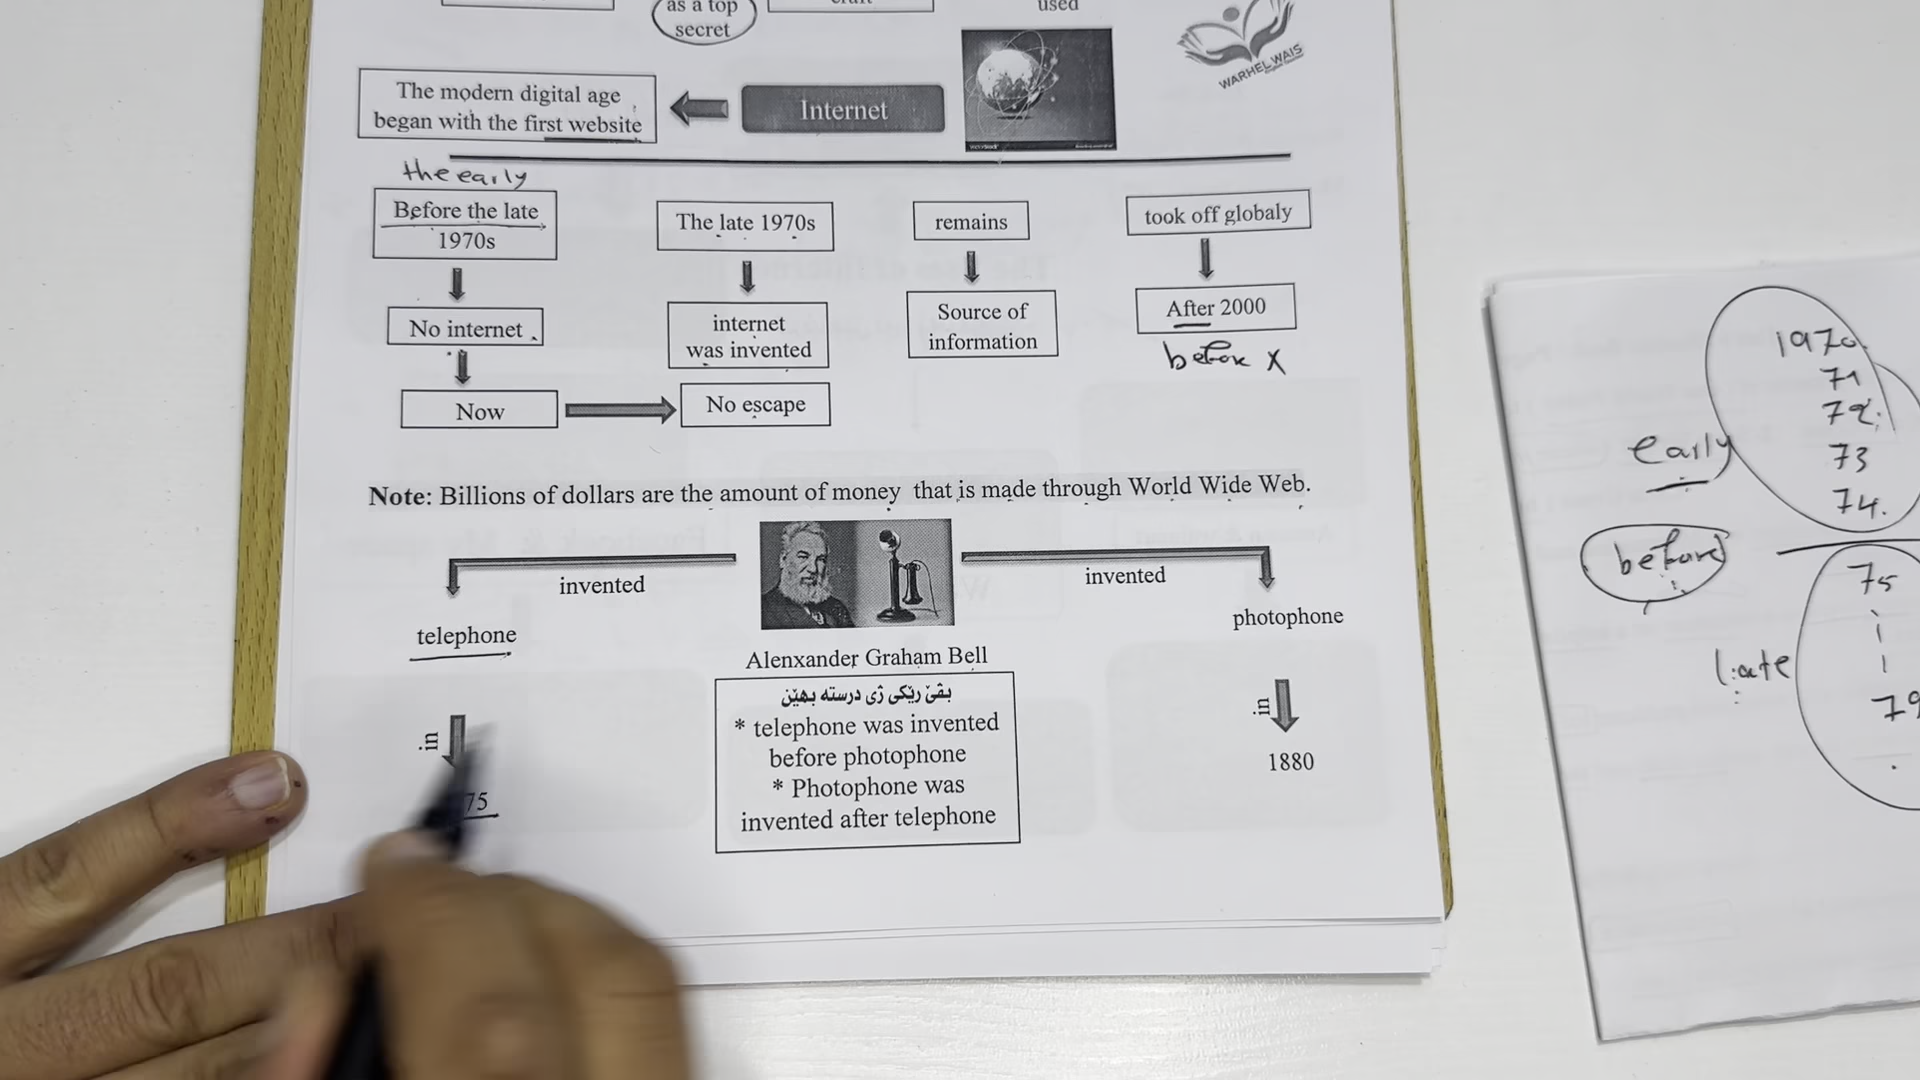 as a top
secret
used
WARHEL WAIS
The modern digital age
began with the first website
Internet
the early
Before the late
1970s
The late 1970s
remains
took off globaly
No internet
internet
was invented
Source of
information
After 2000
before X
Now
No escape
Note: Billions of dollars are the amount of money that is made through World Wide Web.
invented
invented
telephone
photophone
Alenxander Graham Bell
بڤێ رێکی ژی درسته بهێن
* telephone was invented
before photophone
* Photophone was
invented after telephone
in
75
in
1880
1970
71
72
73
74
early
before
75
late
79